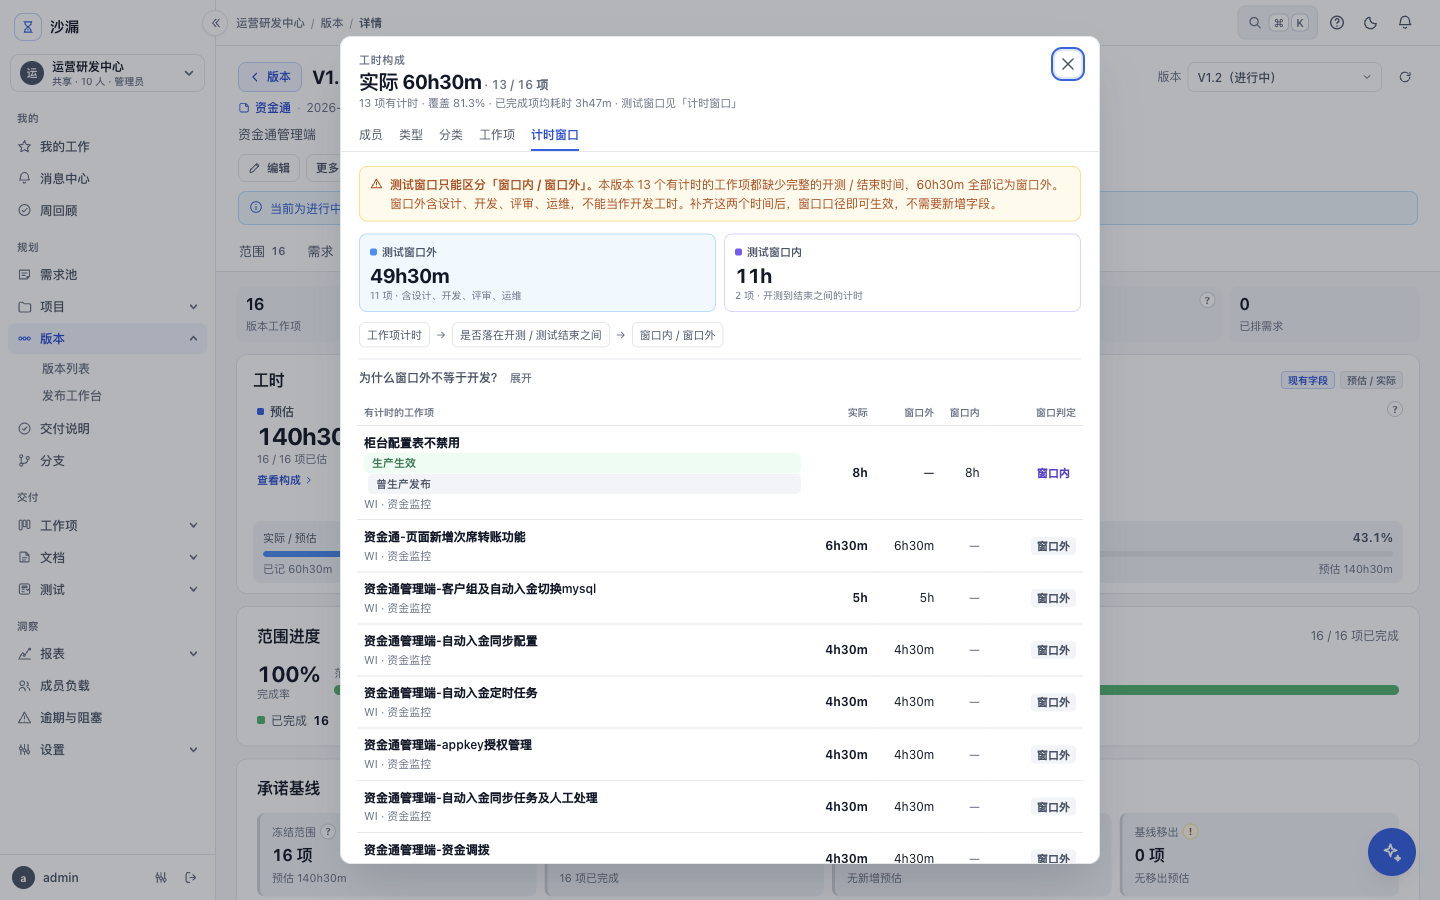 沙漏
运营研发中心 / 版本 / 详情
⌘ K
运
运营研发中心
共享 · 10 人 · 管理员
我的
我的工作
消息中心
周回顾
规划
需求池
项目
版本
版本列表
发布工作台
交付说明
分支
交付
工作项
文档
测试
洞察
报表
成员负载
逾期与阻塞
设置
a admin
版本 V1.
版本 V1.2（进行中）
资金通 · 2026-
资金通管理端
编辑 更多
当前为进行中
范围 16 需求
16
版本工作项
?
0
已排需求
工时
现有字段 预估 / 实际
预估
?
140h30
16 / 16 项已估
查看构成
实际 / 预估
43.1%
已记 60h30m
预估 140h30m
范围进度
16 / 16 项已完成
100%
完成率
已完成 16
承诺基线
冻结范围 ?
16 项
预估 140h30m
16 项已完成
无新增预估
基线移出 !
0 项
无移出预估
工时构成
实际 60h30m · 13 / 16 项
13 项有计时 · 覆盖 81.3% · 已完成项均耗时 3h47m · 测试窗口见「计时窗口」
成员 类型 分类 工作项 计时窗口
测试窗口只能区分「窗口内 / 窗口外」。本版本 13 个有计时的工作项都缺少完整的开测 / 结束时间，60h30m 全部记为窗口外。
窗口外含设计、开发、评审、运维，不能当作开发工时。补齐这两个时间后，窗口口径即可生效，不需要新增字段。
测试窗口外
49h30m
11 项 · 含设计、开发、评审、运维
测试窗口内
11h
2 项 · 开测到结束之间的计时
工作项计时 → 是否落在开测 / 测试结束之间 → 窗口内 / 窗口外
为什么窗口外不等于开发? 展开
有计时的工作项 实际 窗口外 窗口内 窗口判定
柜台配置表不禁用
生产生效
曾生产发布
WI · 资金监控
8h — 8h 窗口内
资金通-页面新增次席转账功能
WI · 资金监控
6h30m 6h30m — 窗口外
资金通管理端-客户组及自动入金切换mysql
WI · 资金监控
5h 5h — 窗口外
资金通管理端-自动入金同步配置
WI · 资金监控
4h30m 4h30m — 窗口外
资金通管理端-自动入金定时任务
WI · 资金监控
4h30m 4h30m — 窗口外
资金通管理端-appkey授权管理
WI · 资金监控
4h30m 4h30m — 窗口外
资金通管理端-自动入金同步任务及人工处理
WI · 资金监控
4h30m 4h30m — 窗口外
资金通管理端-资金调拨
4h30m 4h30m — 窗口外